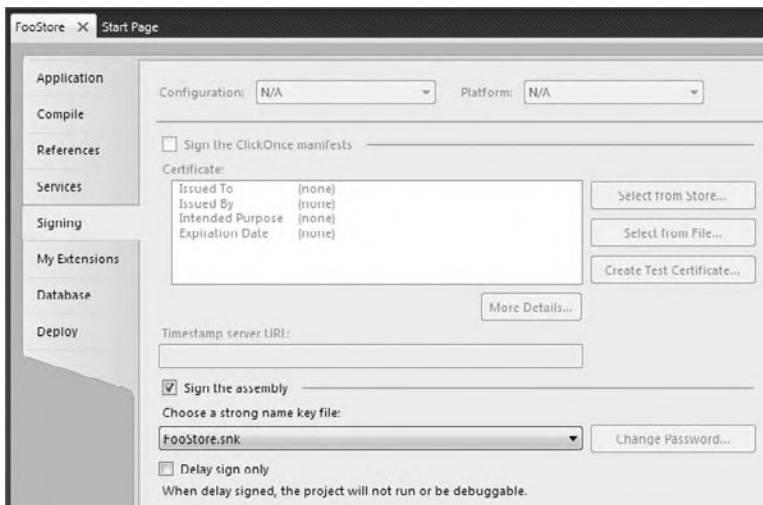 FooStore X Start Page
Application
Compile
References
Services
Signing
My Extensions
Database
Deploy
Configuration: N/A Platform: N/A
Sign the ClickOnce manifests
Certificate:
Issued To (none)
Issued By (none)
Intended Purpose (none)
Expiration Date (none)
Select from Store...
Select from File...
Create Test Certificate...
More Details...
Timestamp server URL:
Sign the assembly
Choose a strong name key file:
FooStore.snk Change Password...
Delay sign only
When delay signed, the project will not run or be debuggable.